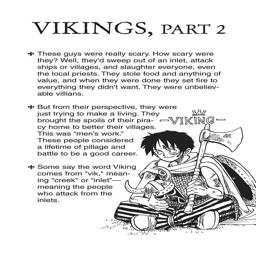 VIKINGS, PART 2
These guys were really scary. How scary were
they? Well, they'd sweep out of an inlet, attack
ships or villages, and slaughter everyone, even
the local priests. They stole food and anything of
value, and when they were done they set fire to
everything they didn't want. They were unbeliev-
able villians.
But from their perspective, they were
just trying to make a living. They
brought the spoils of their pira-
cy home to better their villages.
This was "men's work."
These people considered
a lifetime of pillage and
battle to be a good career.
VIKING
Some say the word Viking
comes from "vik," mean-
ing "creek" or "inlet"—
meaning the people
who attack from the
inlets.